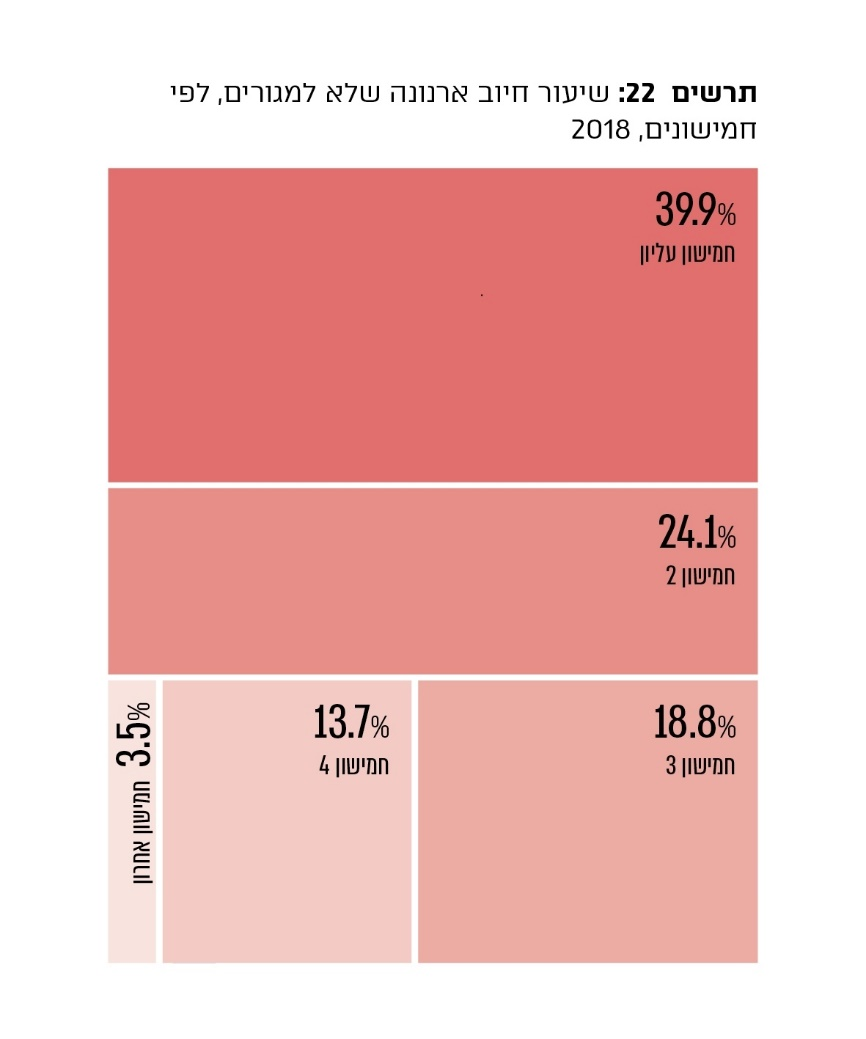 תרשים 22: שיעור חיוב ארנונה שלא למגורים, לפי
חמישונים, 2018
39.9%
חמישון עליון
24.1%
חמישון 2
18.8%
חמישון 3
13.7%
חמישון 4
3.5% חמישון אחרון